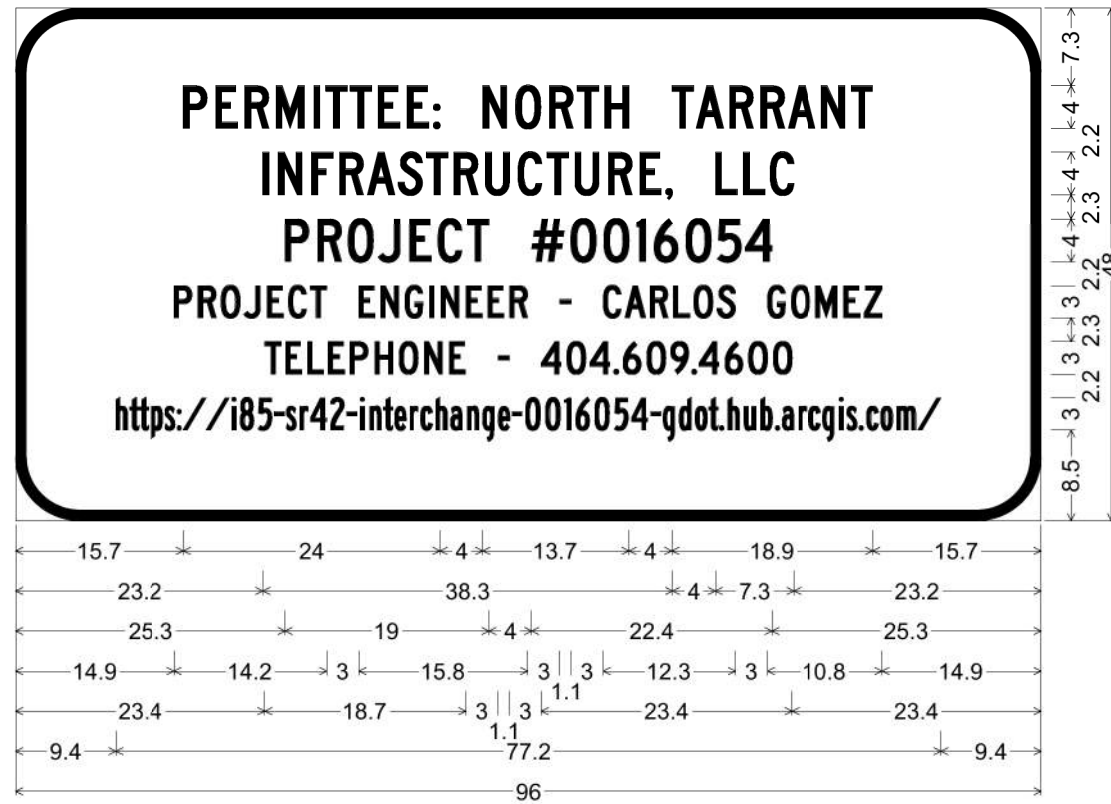 PERMITTEE: NORTH TARRANT
INFRASTRUCTURE, LLC
PROJECT #0016054
PROJECT ENGINEER - CARLOS GOMEZ
TELEPHONE - 404.609.4600
https://i85-sr42-interchange-0016054-gdot.hub.arcgis.com/
7.3
4
2.2
4
2.3
4
2.2
3
2.3
3
2.2
3
8.5
48
15.7 24 4 13.7 4 18.9 15.7
23.2 38.3 4 7.3 23.2
25.3 19 4 22.4 25.3
14.9 14.2 3 15.8 3 1.1 3 12.3 3 10.8 14.9
23.4 18.7 3 1.1 3 23.4 23.4
9.4 77.2 9.4
96